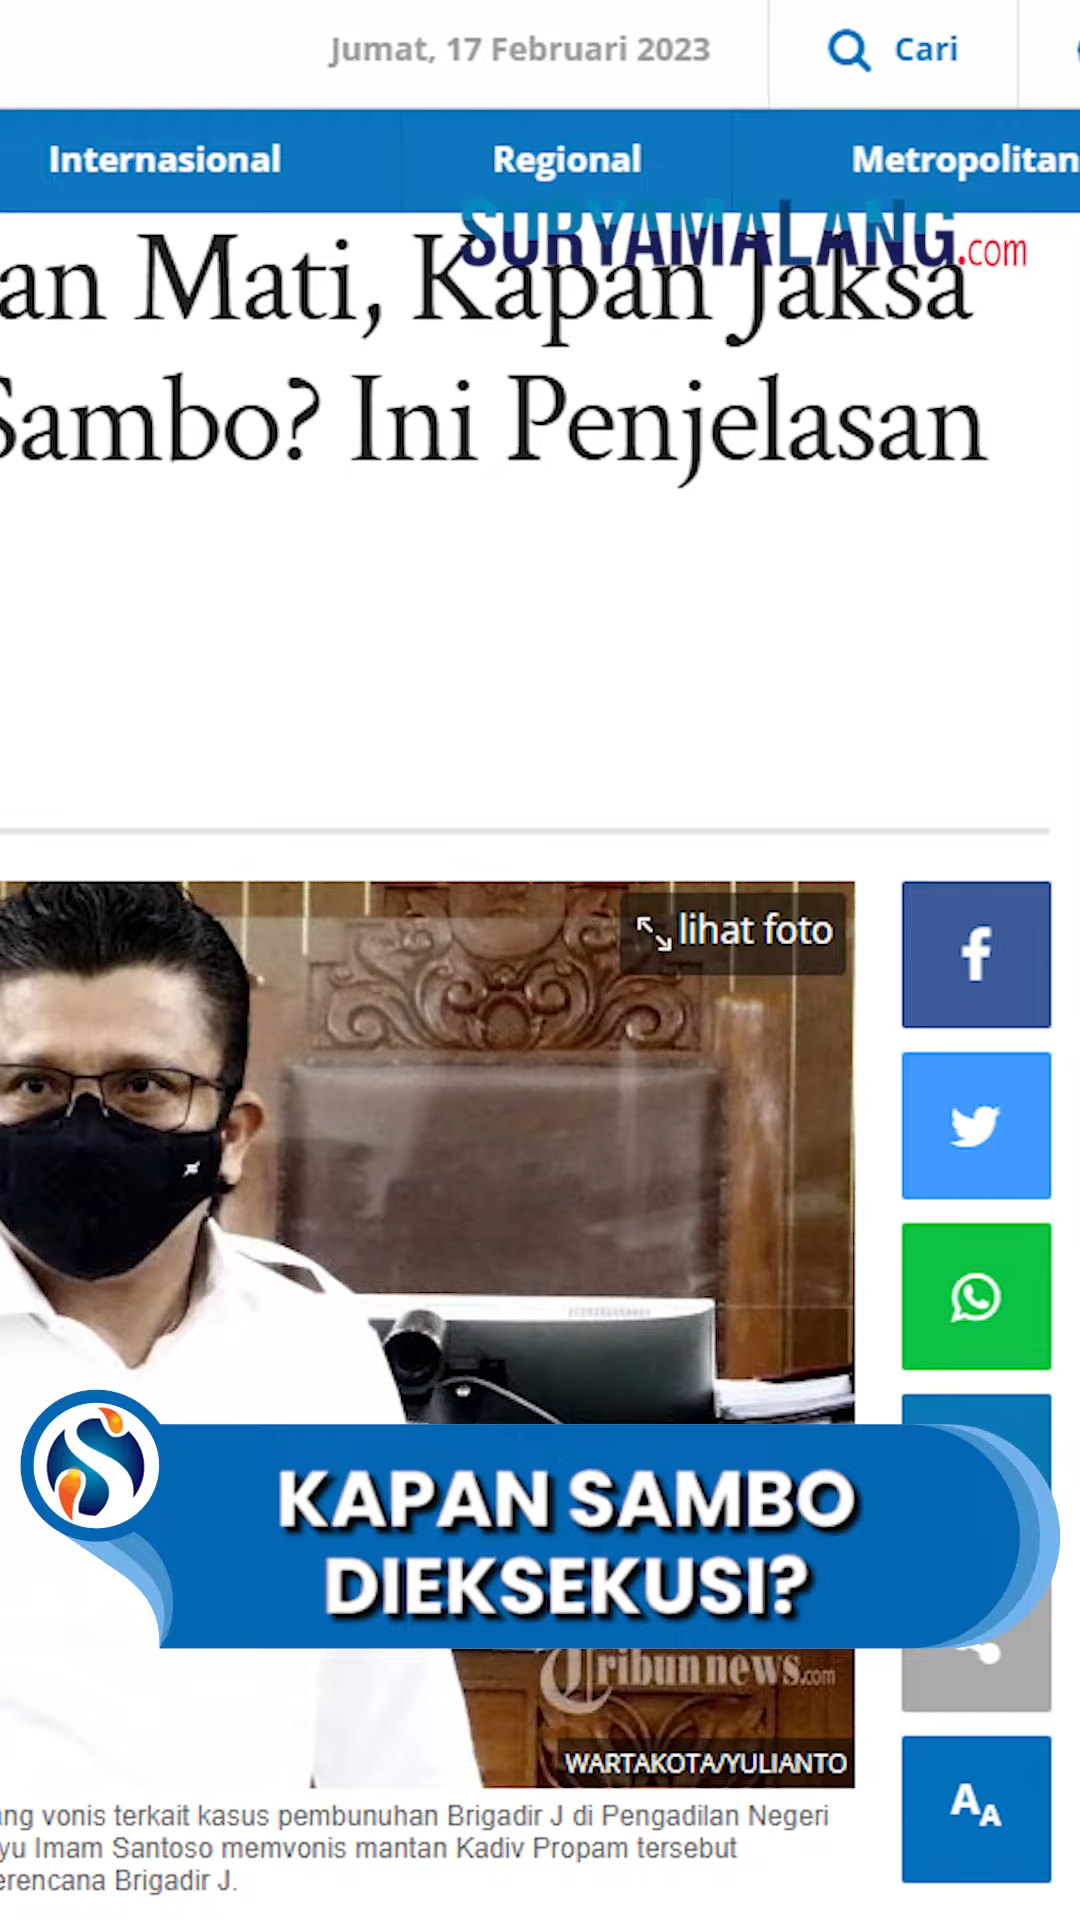 Jumat, 17 Februari 2023
Cari
Internasional
Regional
Metropolitan
SURYAMALANG.com
an Mati, Kapan Jaksa
Sambo? Ini Penjelasan
lihat foto
KAPAN SAMBO
DIEKSEKUSI?
Tribunnews.com
WARTAKOTA/YULIANTO
ng vonis terkait kasus pembunuhan Brigadir J di Pengadilan Negeri
yu Imam Santoso memvonis mantan Kadiv Propam tersebut
erencana Brigadir J.
AA